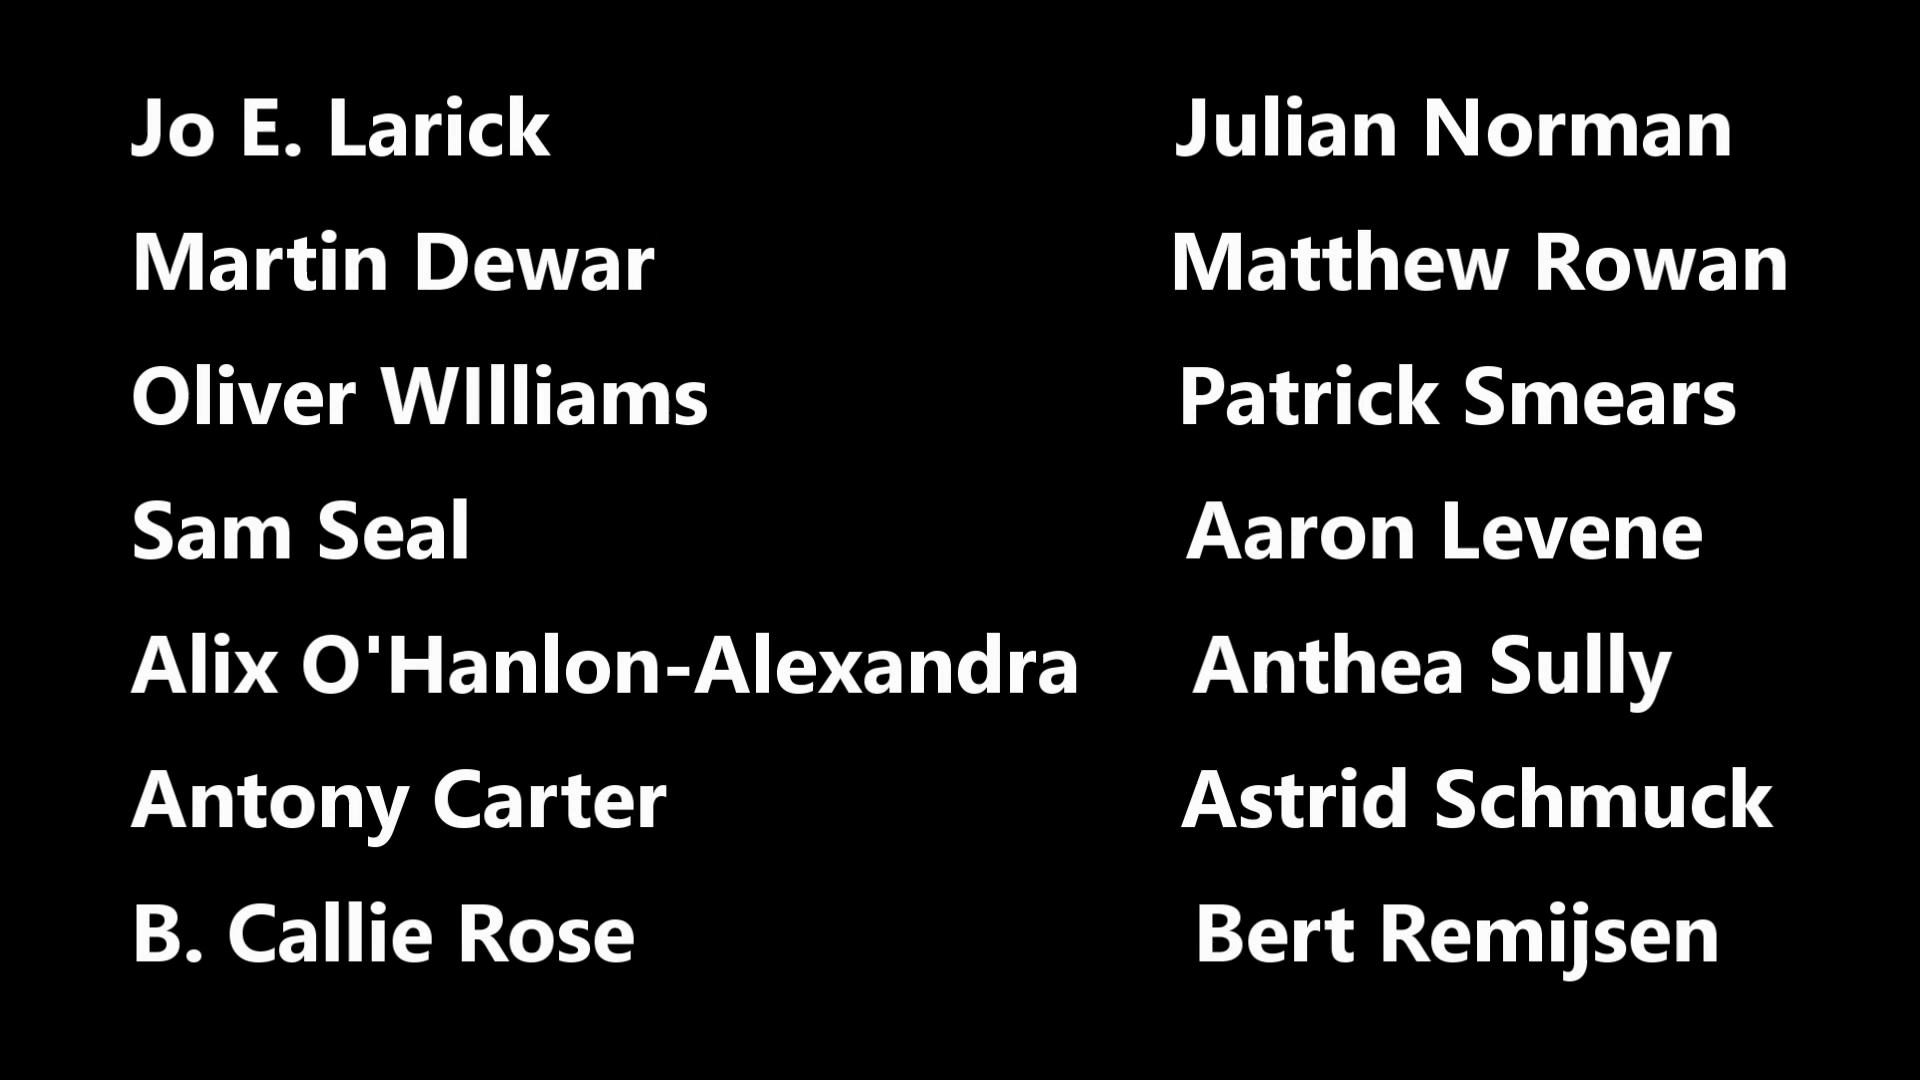 Jo E. Larick Julian Norman
Martin Dewar Matthew Rowan
Oliver WIlliams Patrick Smears
Sam Seal Aaron Levene
Alix O'Hanlon-Alexandra Anthea Sully
Antony Carter Astrid Schmuck
B. Callie Rose Bert Remijsen